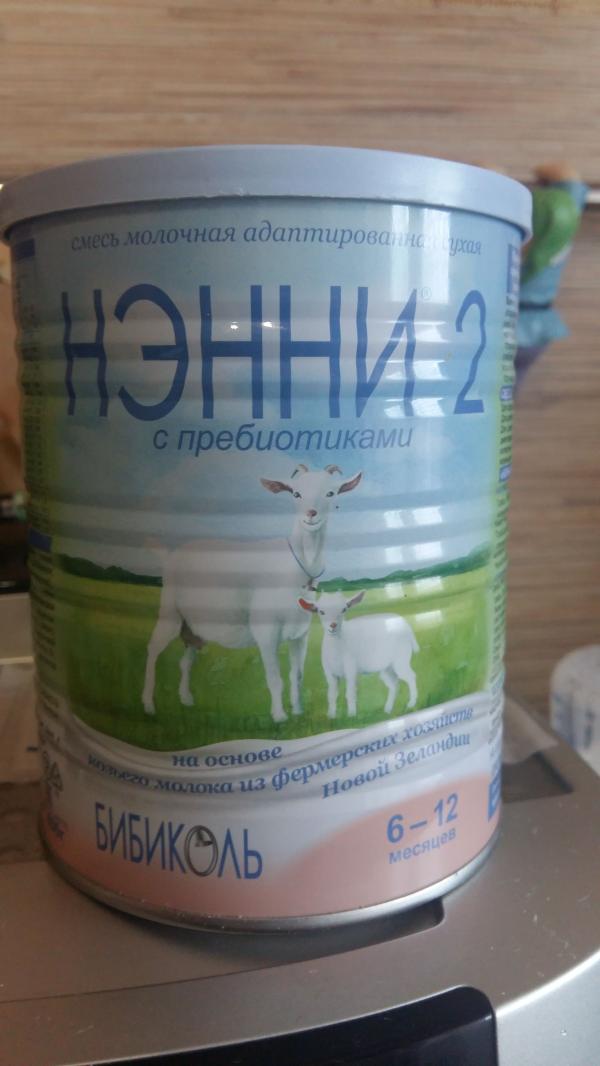 смесь молочная адаптированная сухая
НЭННИ® 2
с пребиотиками
на основе
козьего молока из фермерских хозяйств
Новой Зеландии
БИБИКОЛЬ
6–12
месяцев